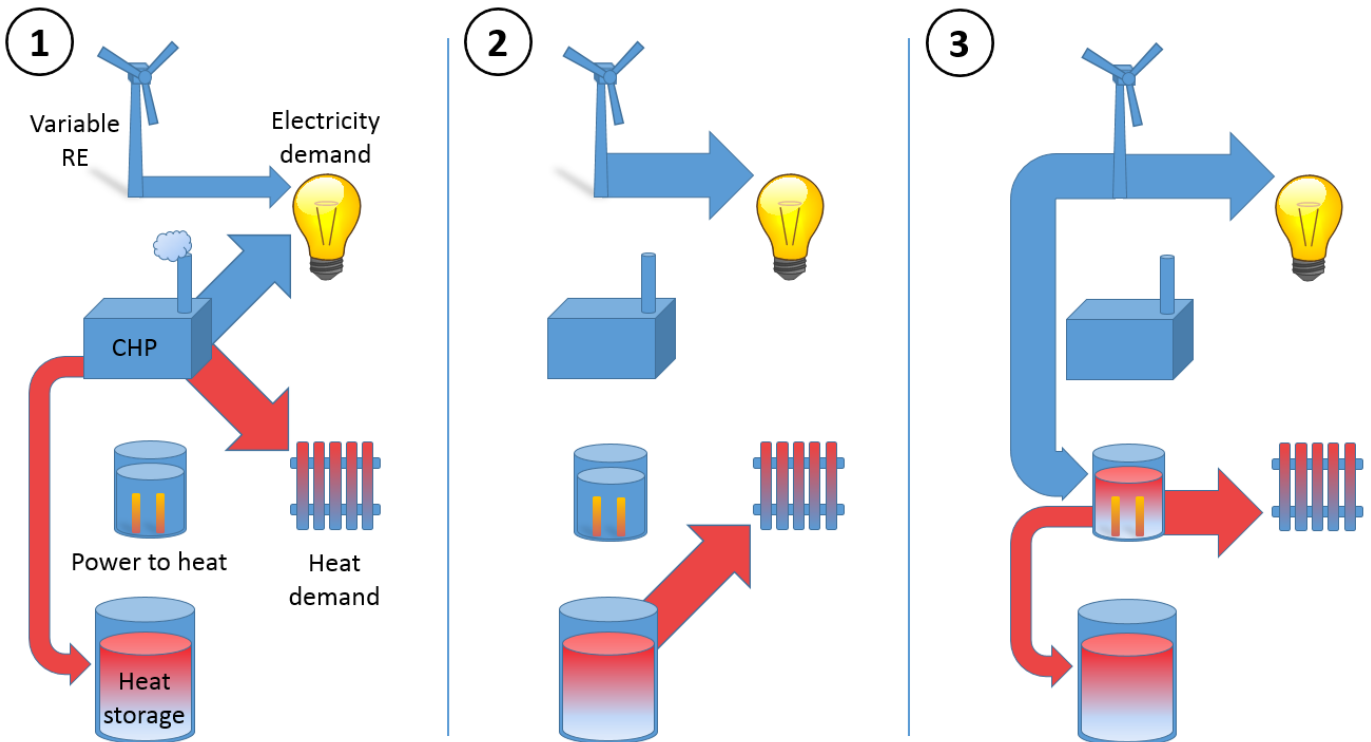 1
2
3
Variable
RE
Electricity
demand
CHP
Power to heat
Heat
demand
Heat
storage